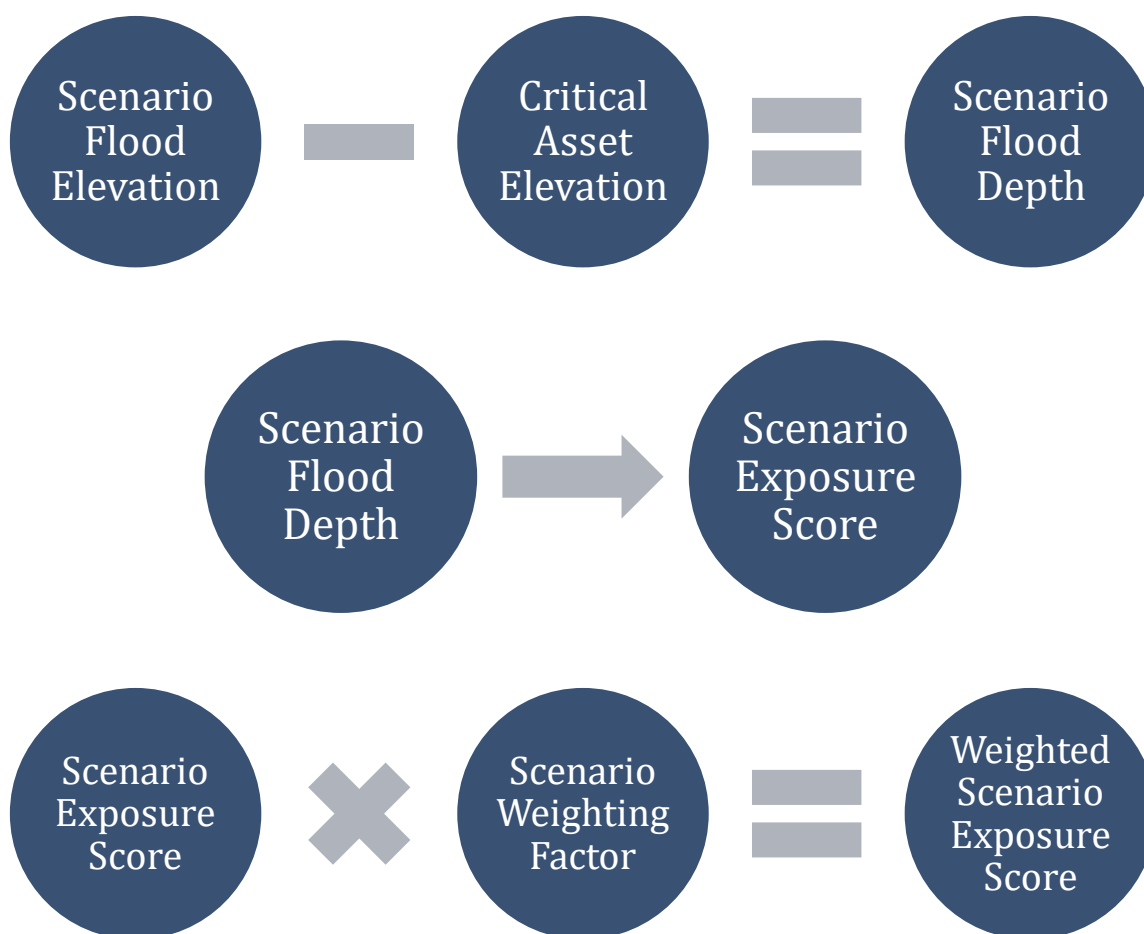 Scenario
Flood
Elevation
Critical
Asset
Elevation
Scenario
Flood
Depth
Scenario
Flood
Depth
Scenario
Exposure
Score
Scenario
Exposure
Score
Scenario
Weighting
Factor
Weighted
Scenario
Exposure
Score